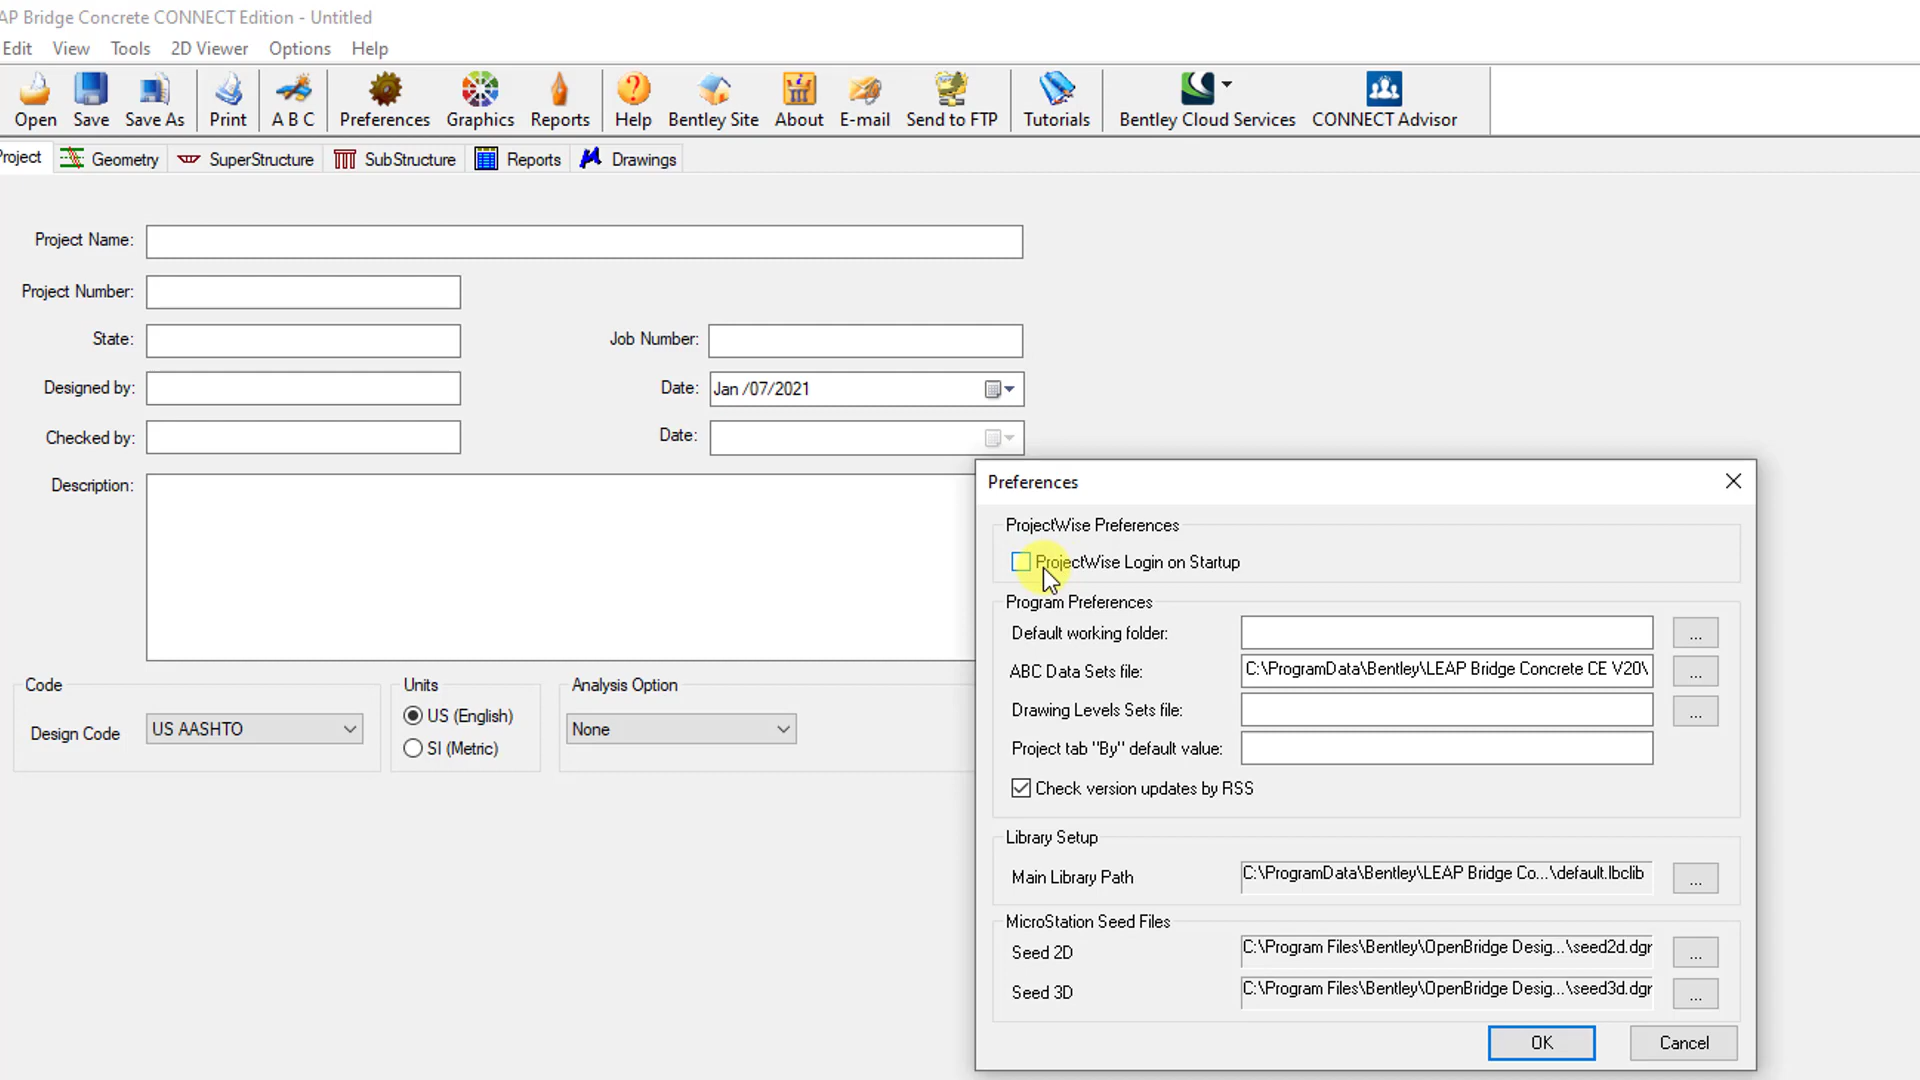 AP Bridge Concrete CONNECT Edition - Untitled
Edit View Tools 2D Viewer Options Help
Open Save Save As Print A B C Preferences Graphics Reports Help Bentley Site About E-mail Send to FTP Tutorials Bentley Cloud Services CONNECT Advisor
Project Geometry SuperStructure SubStructure Reports Drawings
Project Name:
Project Number:
State:
Job Number:
Designed by:
Date: Jan /07/2021
Checked by:
Date:
Description:
Code
Design Code US AASHTO
Units
US (English)
SI (Metric)
Analysis Option
None
Preferences
ProjectWise Preferences
ProjectWise Login on Startup
Program Preferences
Default working folder: ...
ABC Data Sets file: C:\ProgramData\Bentley\LEAP Bridge Concrete CE V20\ ...
Drawing Levels Sets file: ...
Project tab "By" default value:
Check version updates by RSS
Library Setup
Main Library Path C:\ProgramData\Bentley\LEAP Bridge Co...\default.lbclib ...
MicroStation Seed Files
Seed 2D C:\Program Files\Bentley\OpenBridge Desig...\seed2d.dgr ...
Seed 3D C:\Program Files\Bentley\OpenBridge Desig...\seed3d.dgr ...
OK Cancel